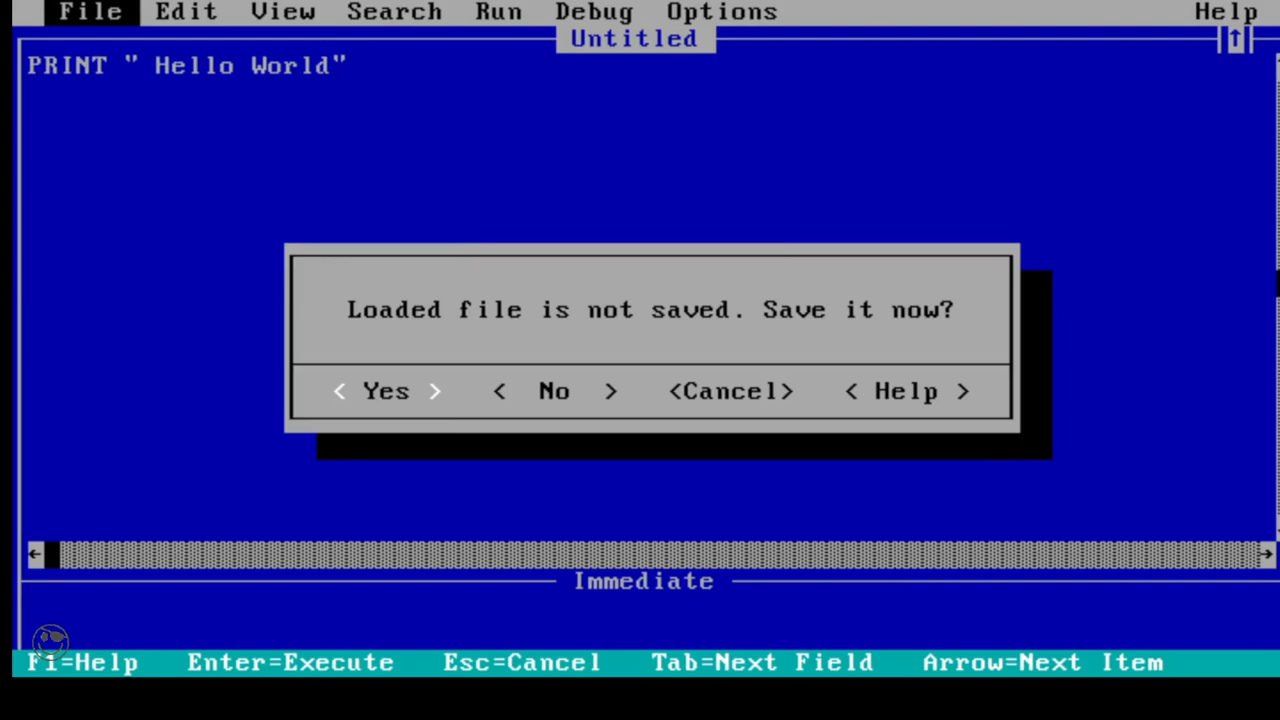 File Edit View Search Run Debug Options Help
Untitled
PRINT " Hello World"
Loaded file is not saved. Save it now?
< Yes > < No > <Cancel> < Help >
Immediate
F1=Help Enter=Execute Esc=Cancel Tab=Next Field Arrow=Next Item